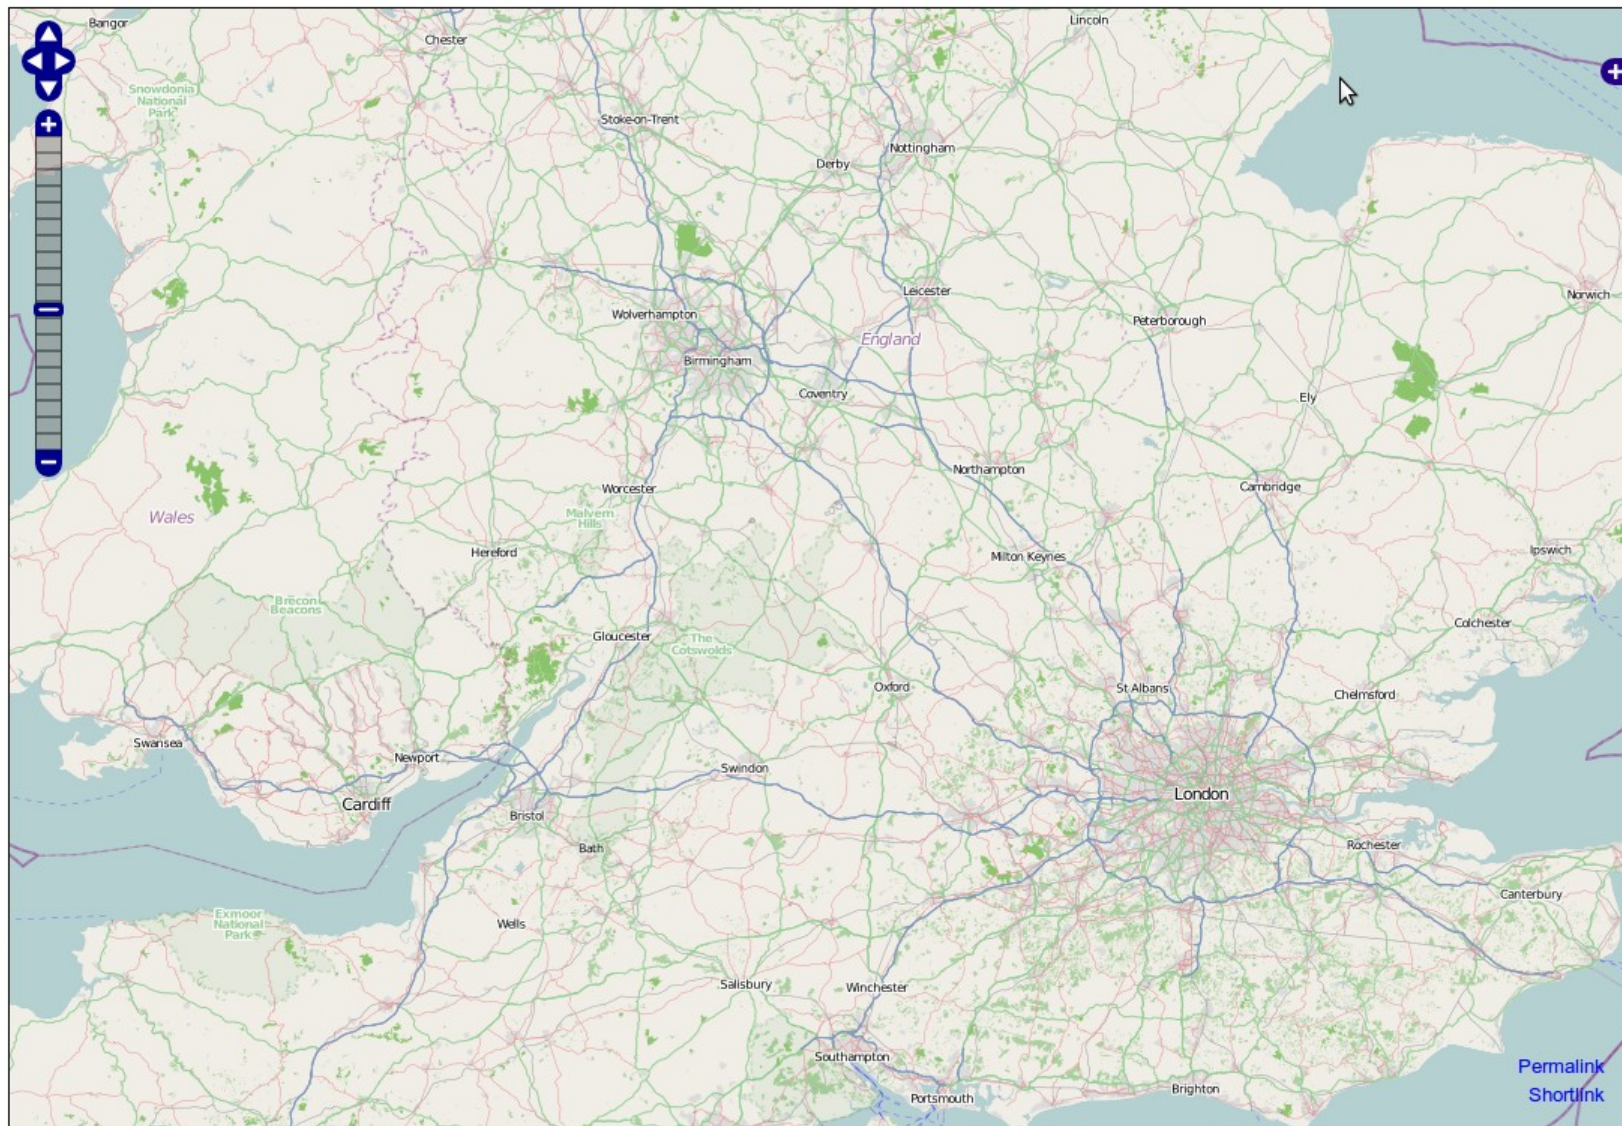 Bangor
Lincoln
Chester
Snowdonia
National
Park
Stoke-on-Trent
Nottingham
Derby
Leicester
Norwich
Wolverhampton
Peterborough
England
Birmingham
Coventry
Ely
Northampton
Cambridge
Worcester
Malvern
Hills
Wales
Hereford
Ipswich
Milton Keynes
Brecon
Beacons
Colchester
Gloucester
The
Cotswolds
Oxford
St Albans
Chelmsford
Swansea
Newport
Swindon
London
Cardiff
Bristol
Rochester
Bath
Canterbury
Exmoor
National
Park
Wells
Salisbury
Winchester
Southampton
Permalink
Brighton
Shortlink
Portsmouth